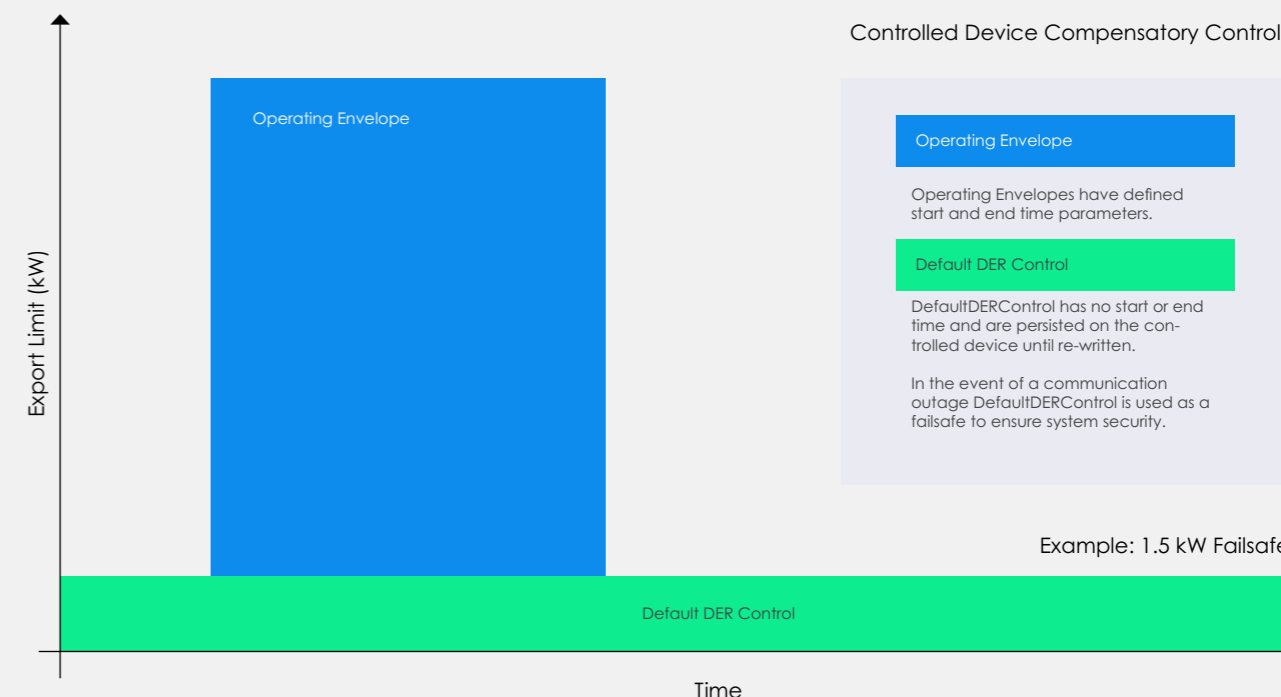 Controlled Device Compensatory Control
Operating Envelope
Operating Envelope
Operating Envelopes have defined
start and end time parameters.
Default DER Control
DefaultDERControl has no start or end
time and are persisted on the con-
trolled device until re-written.
In the event of a communication
outage DefaultDERControl is used as a
failsafe to ensure system security.
Export Limit (kW)
Example: 1.5 kW Failsafe
Default DER Control
Time